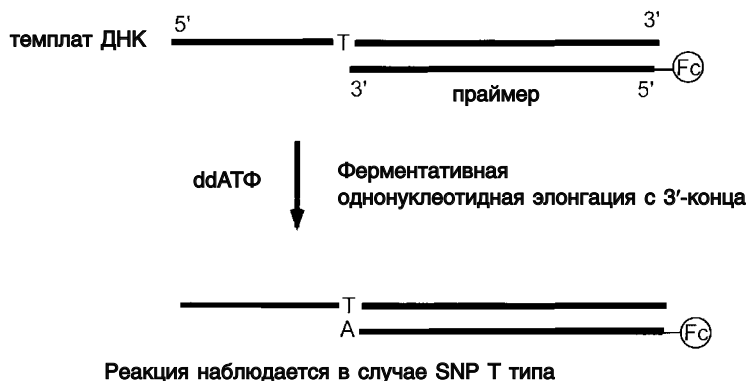 5' 3'
темплат ДНК T
Fc
3' праймер 5'
ddАТФ
Ферментативная
однонуклеотидная элонгация с 3'-конца
T
A Fc
Реакция наблюдается в случае SNP T типа